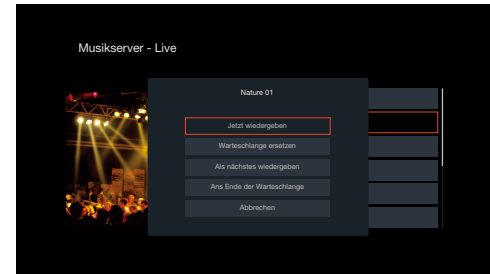 Musikserver - Live
Nature 01
Jetzt wiedergeben
Warteschlange ersetzen
Als nächstes wiedergeben
Ans Ende der Warteschlange
Abbrechen